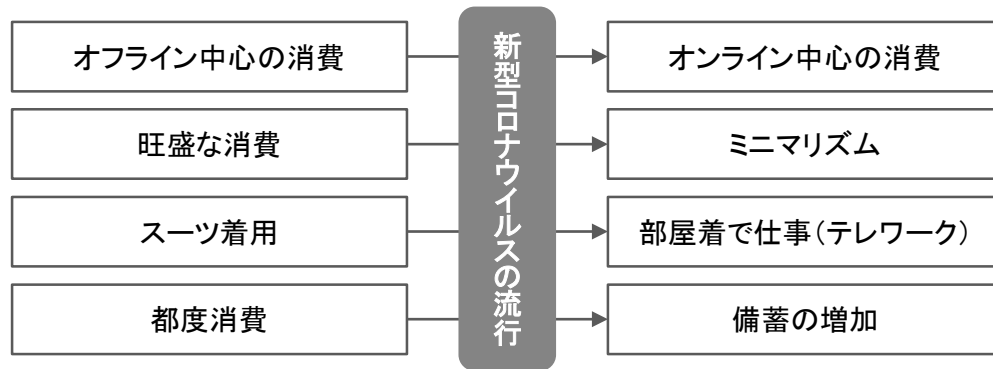 オフライン中心の消費
オンライン中心の消費
旺盛な消費
ミニマリズム
スーツ着用
部屋着で仕事（テレワーク）
都度消費
備蓄の増加
新型コロナウイルスの流行